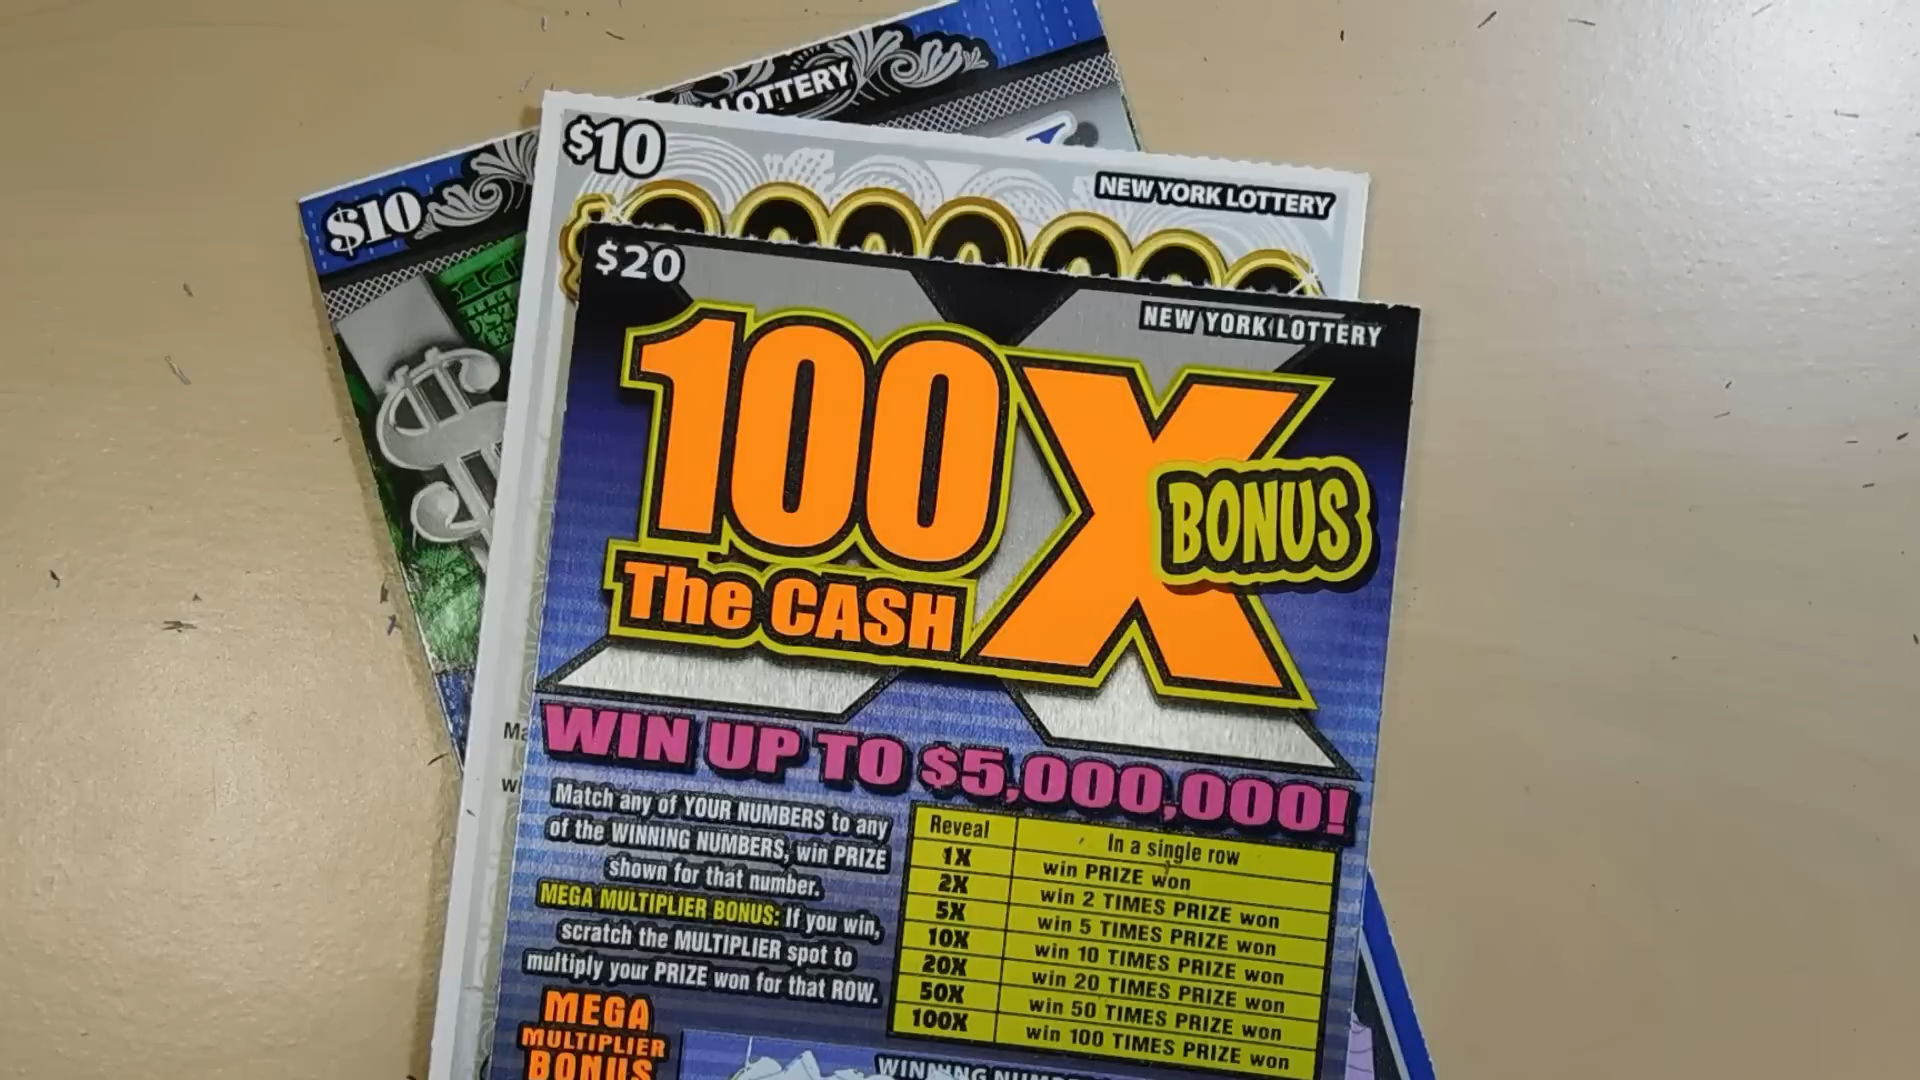 LOTTERY
$10
$10
NEW YORK LOTTERY
$20
NEW YORK LOTTERY
100X
BONUS
The CASH
WIN UP TO $5,000,000!
Match any of YOUR NUMBERS to any
of the WINNING NUMBERS, win PRIZE
shown for that number.
MEGA MULTIPLIER BONUS: If you win,
scratch the MULTIPLIER spot to
multiply your PRIZE won for that ROW.
Reveal In a single row
1X win PRIZE won
2X win 2 TIMES PRIZE won
5X win 5 TIMES PRIZE won
10X win 10 TIMES PRIZE won
20X win 20 TIMES PRIZE won
50X win 50 TIMES PRIZE won
100X win 100 TIMES PRIZE won
MEGA
MULTIPLIER
BONUS
WINNING